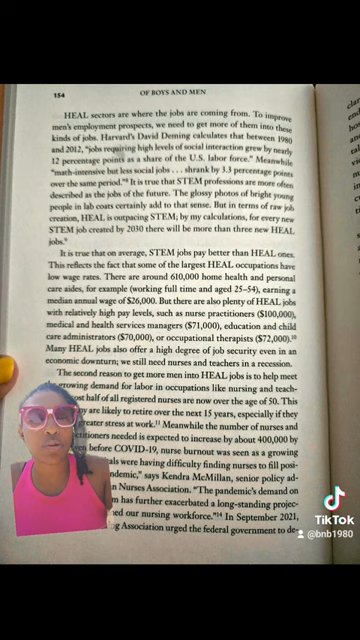 154
OF BOYS AND MEN
HEAL sectors are where the jobs are coming from. To improve
men's employment prospects, we need to get more of them into these
kinds of jobs. Harvard's David Deming calculates that between 1980
and 2012, "jobs requiring high levels of social interaction grew by nearly
12 percentage points as a share of the U.S. labor force." Meanwhile
"math-intensive but less social jobs . . . shrank by 3.3 percentage points
over the same period."8 It is true that STEM professions are more often
described as the jobs of the future. The glossy photos of bright young
people in lab coats certainly add to that sense. But in terms of raw job
creation, HEAL is outpacing STEM; by my calculations, for every new
STEM job created by 2030 there will be more than three new HEAL
jobs.9
It is true that on average, STEM jobs pay better than HEAL ones.
This reflects the fact that some of the largest HEAL occupations have
low wage rates. There are around 610,000 home health and personal
care aides, for example (working full time and aged 25–54), earning a
median annual wage of $26,000. But there are also plenty of HEAL jobs
with relatively high pay levels, such as nurse practitioners ($100,000),
medical and health services managers ($71,000), education and child
care administrators ($70,000), or occupational therapists ($72,000).10
Many HEAL jobs also offer a high degree of job security even in an
economic downturn; we still need nurses and teachers in a recession.
The second reason to get more men into HEAL jobs is to help meet
growing demand for labor in occupations like nursing and teach-
ost half of all registered nurses are now over the age of 50. This
ny are likely to retire over the next 15 years, especially if they
greater stress at work.11 Meanwhile the number of nurses and
ctitioners needed is expected to increase by about 400,000 by
en before COVID-19, nurse burnout was seen as a growing
als were having difficulty finding nurses to fill posi-
ndemic," says Kendra McMillan, senior policy ad-
n Nurses Association. "The pandemic's demand on
m has further exacerbated a long-standing projec-
ned our nursing workforce."14 In September 2021,
ng Association urged the federal government to de-
TikTok
@bnb1980